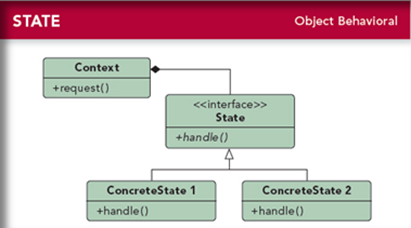 STATE
Object Behavioral
Context
+request()
<<interface>>
State
+handle()
ConcreteState 1
+handle()
ConcreteState 2
+handle()